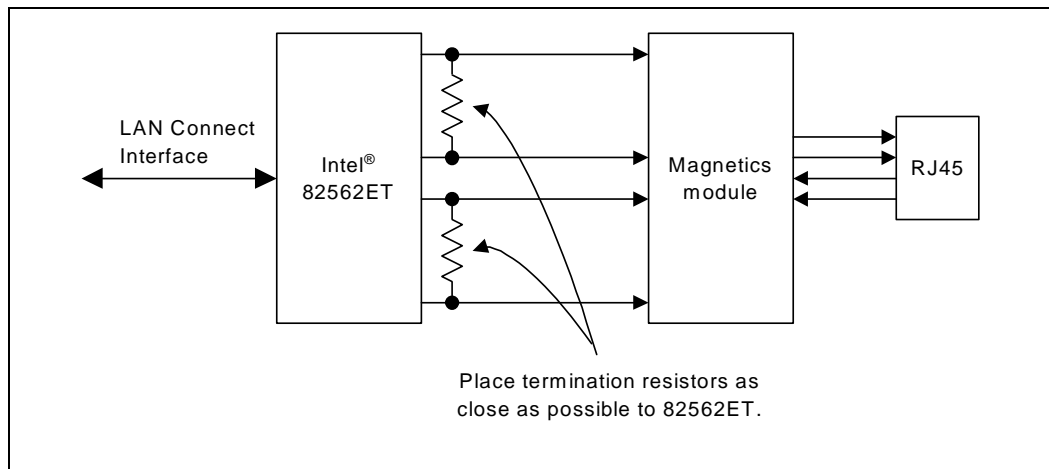 LAN Connect
Interface
Intel®
82562ET
Magnetics
module
RJ45
Place termination resistors as
close as possible to 82562ET.